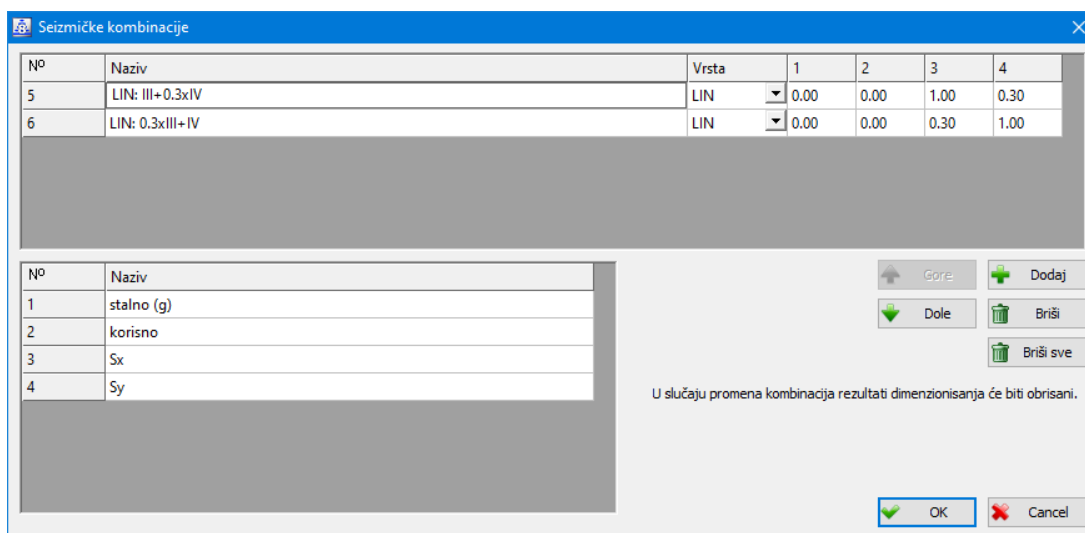 Seizmičke kombinacije
Nº Naziv Vrsta 1 2 3 4
5 LIN: III+0.3xIV LIN 0.00 0.00 1.00 0.30
6 LIN: 0.3xIII+IV LIN 0.00 0.00 0.30 1.00
Nº Naziv
1 stalno (g)
2 korisno
3 Sx
4 Sy
Gore Dodaj
Dole Briši
Briši sve
U slučaju promena kombinacija rezultati dimenzionisanja će biti obrisani.
OK Cancel